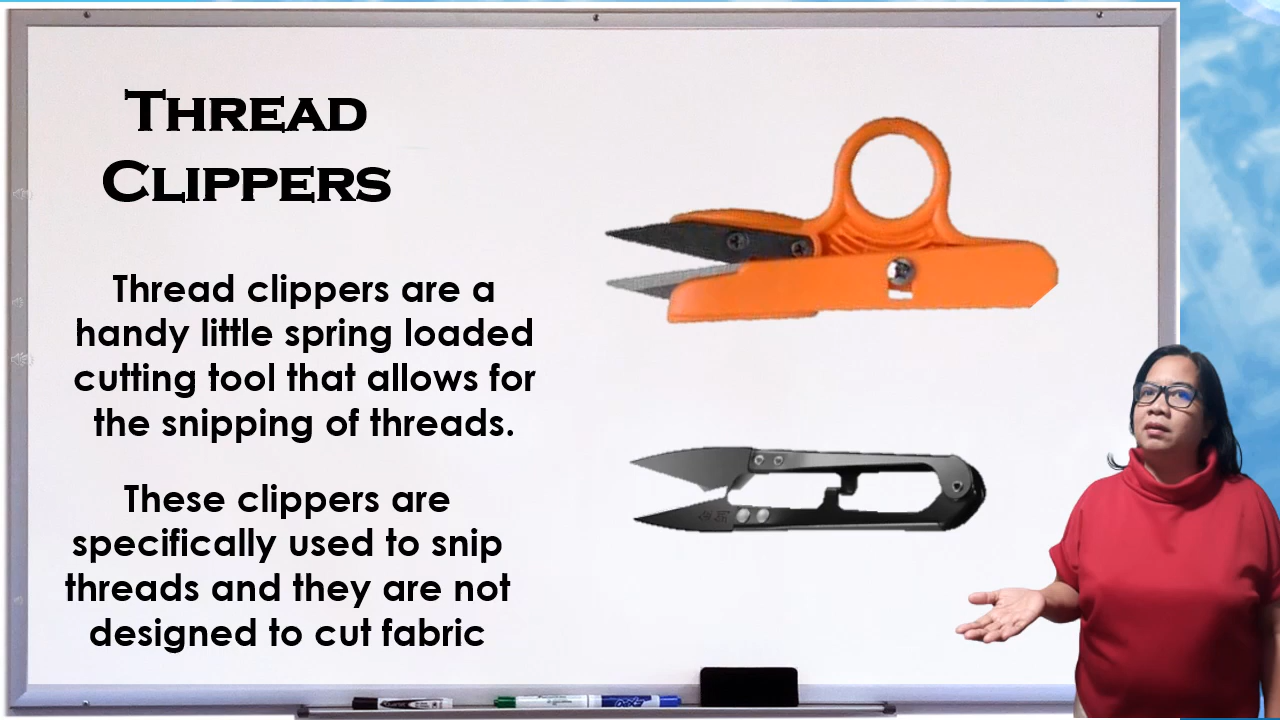 THREAD
CLIPPERS
Thread clippers are a
handy little spring loaded
cutting tool that allows for
the snipping of threads.
These clippers are
specifically used to snip
threads and they are not
designed to cut fabric
EXPO